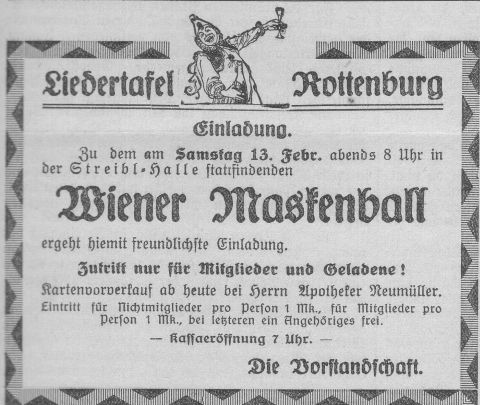 Liedertafel Rottenburg
Einladung.
Zu dem am Samstag 13. Febr. abends 8 Uhr in
der Streibl-Halle stattfindenden
Wiener Maskenball
ergeht hiemit freundlichste Einladung.
Zutritt nur für Mitglieder und Geladene!
Kartenvorverkauf ab heute bei Herrn Apotheker Neumüller.
Eintritt für Nichtmitglieder pro Person 1 Mk., für Mitglieder pro
Person 1 Mk., bei letzteren ein Angehöriges frei.
— Kassaeröffnung 7 Uhr. —
Die Vorstandschaft.